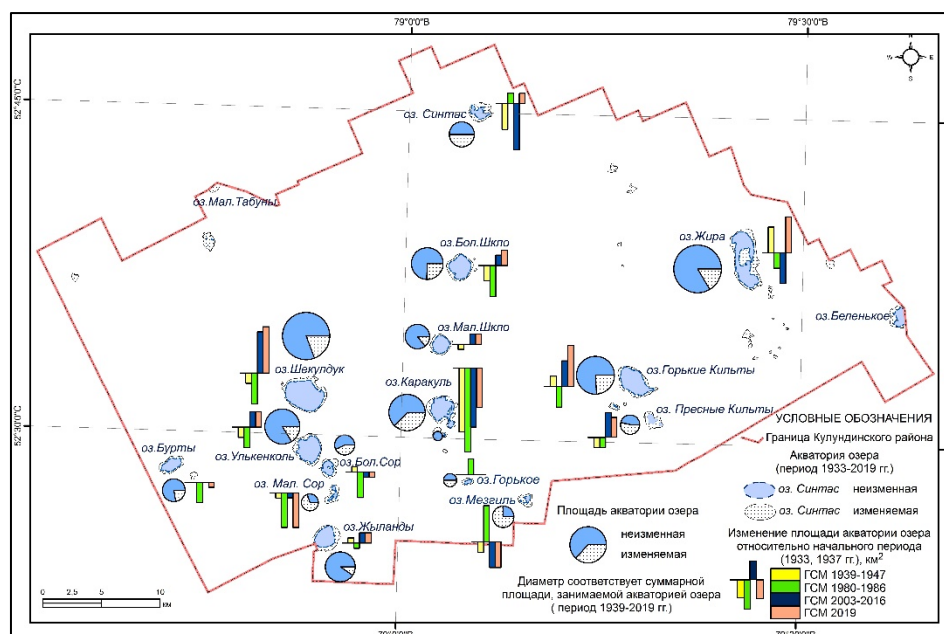 79°0'0"В
79°30'0"В
N
W
E
S
52°45'0"С
оз. Синтас
оз.Мал.Табуны
оз.Бол.Шкло
оз.Жира
оз.Беленькое
оз.Мал.Шкло
оз.Шекулдук
оз.Каракуль
оз.Горькие Кильты
оз. Пресные Кильты
52°30'0"С
оз.Бурты
оз.Улькенколь
оз.Бол.Сор
оз. Мал. Сор
оз.Горькое
оз.Мезгиль
оз.Жыланды
УСЛОВНЫЕ ОБОЗНАЧЕНИЯ
Граница Кулундинского района
Акватория озера
(период 1933-2019 гг.)
оз. Синтас неизменная
оз. Синтас изменяемая
Площадь акватории озера
неизменная
изменяемая
Диаметр соответствует суммарной
площади, занимаемой акваторией озера
( период 1939-2019 гг.)
Изменение площади акватории озера
относительно начального периода
(1933, 1937 гг.), км²
ГСМ 1939-1947
ГСМ 1980-1986
ГСМ 2003-2016
ГСМ 2019
0 2.5 5 10
км